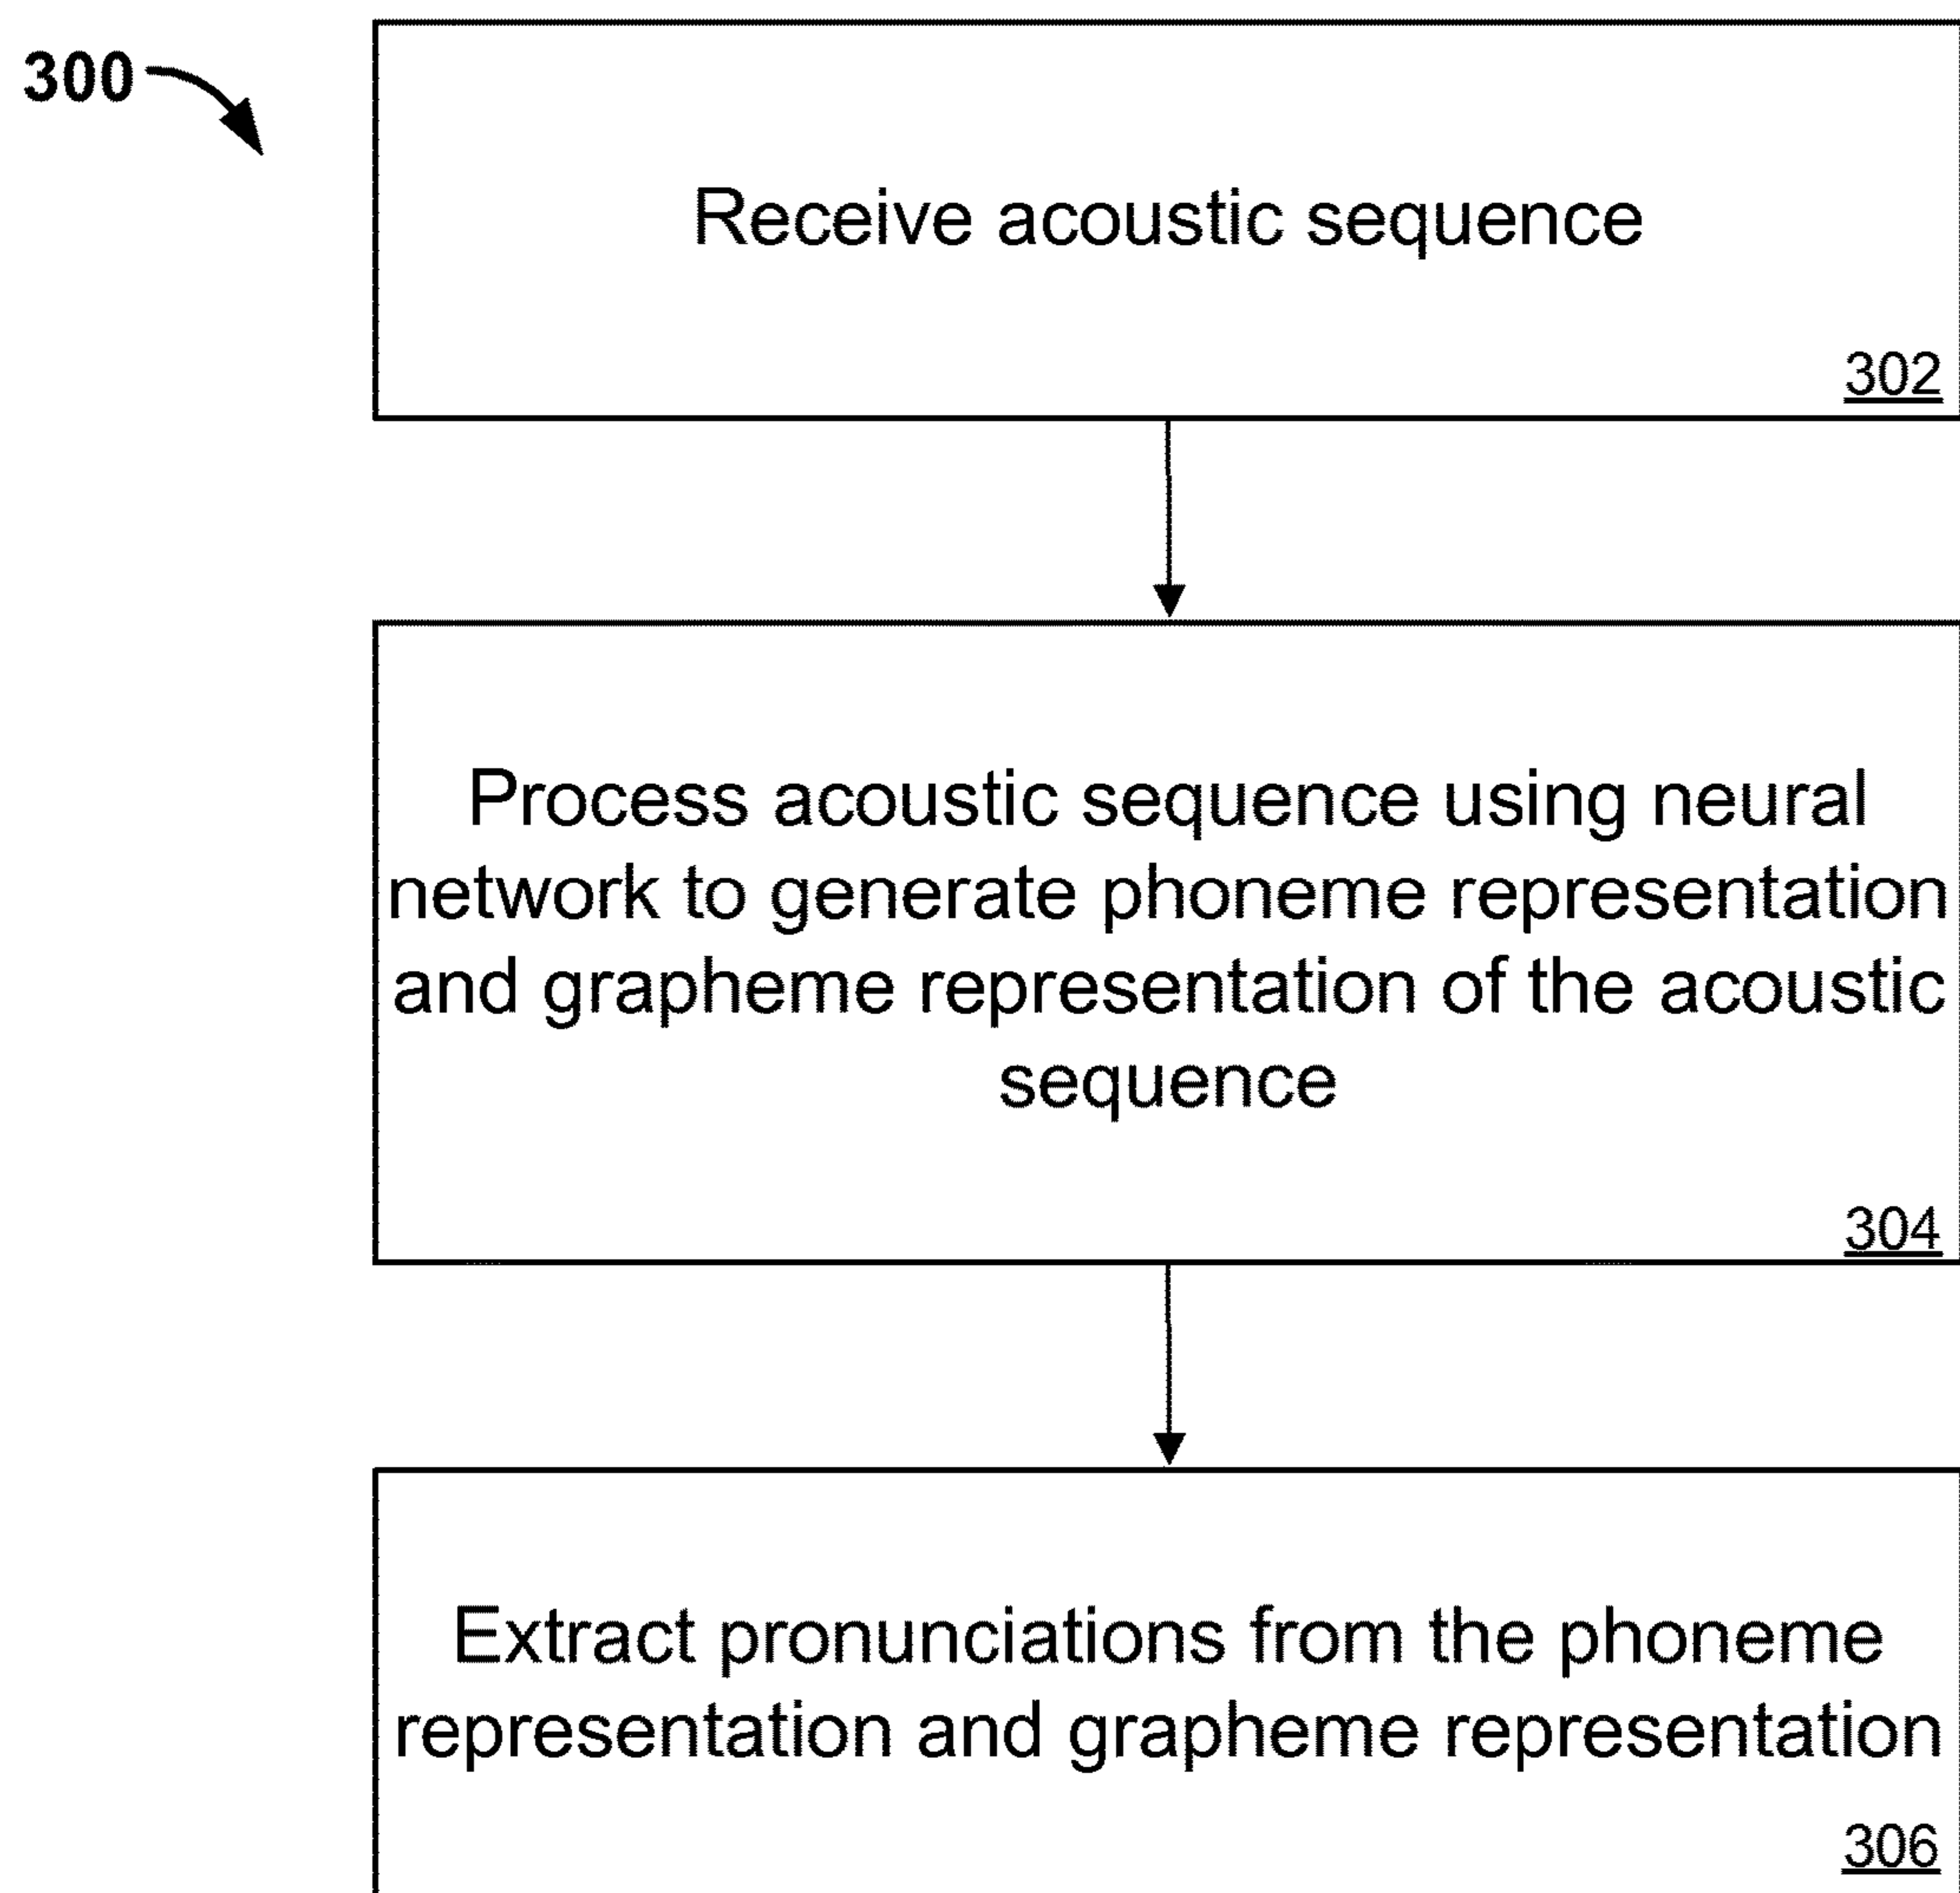 300
Receive acoustic sequence
302
Process acoustic sequence using neural
network to generate phoneme representation
and grapheme representation of the acoustic
sequence
304
Extract pronunciations from the phoneme
representation and grapheme representation
306